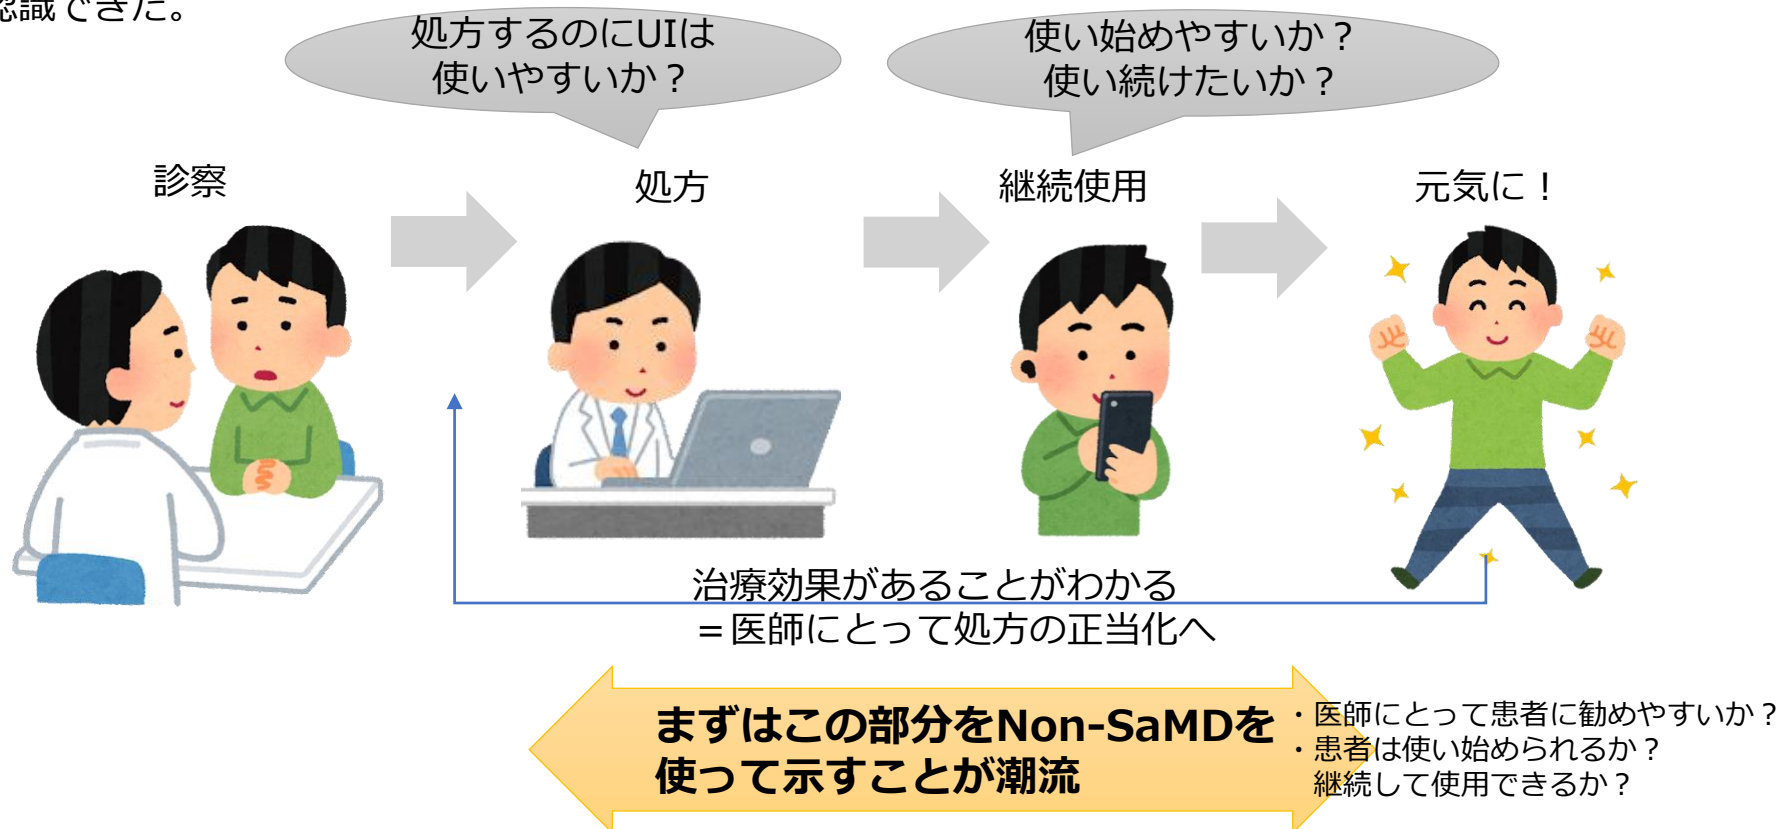 認識できた。
処方するのにUIは
使いやすいか？
使い始めやすいか？
使い続けたいか？
診察
処方
継続使用
元気に！
治療効果があることがわかる
＝医師にとって処方の正当化へ
まずはこの部分をNon-SaMDを
使って示すことが潮流
・医師にとって患者に勧めやすいか？
・患者は使い始められるか？
継続して使用できるか？